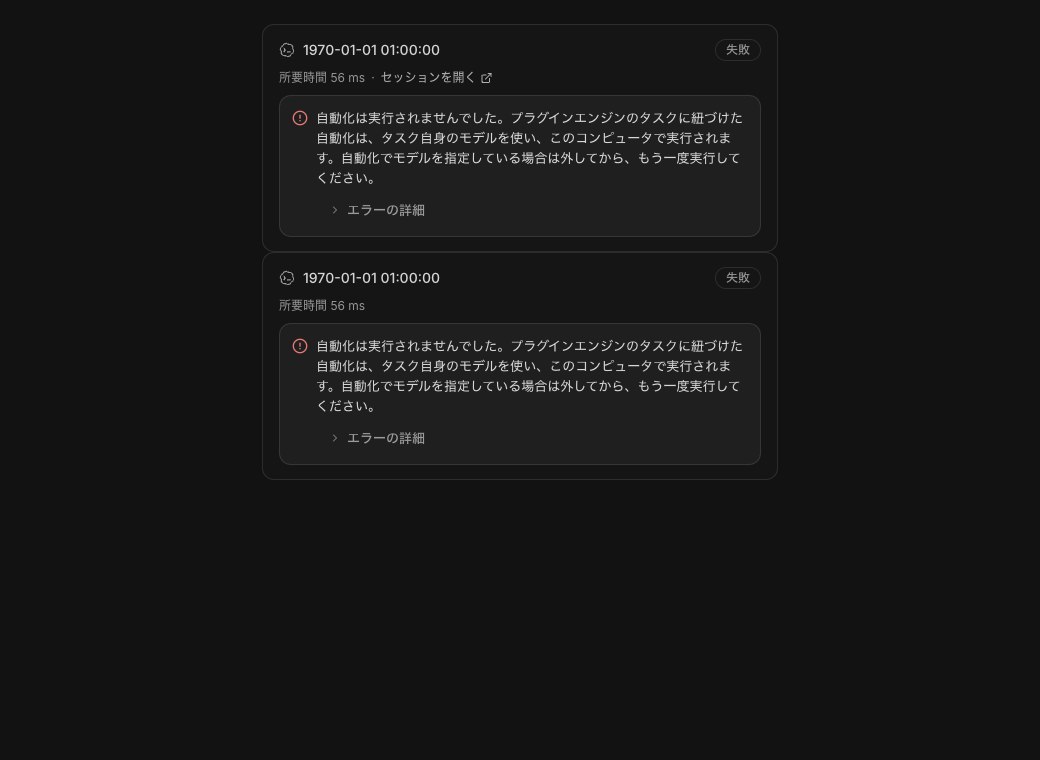 1970-01-01 01:00:00
失敗
所要時間 56 ms · セッションを開く
自動化は実行されませんでした。プラグインエンジンのタスクに紐づけた
自動化は、タスク自身のモデルを使い、このコンピュータで実行されま
す。自動化でモデルを指定している場合は外してから、もう一度実行して
ください。
エラーの詳細
1970-01-01 01:00:00
失敗
所要時間 56 ms
自動化は実行されませんでした。プラグインエンジンのタスクに紐づけた
自動化は、タスク自身のモデルを使い、このコンピュータで実行されま
す。自動化でモデルを指定している場合は外してから、もう一度実行して
ください。
エラーの詳細